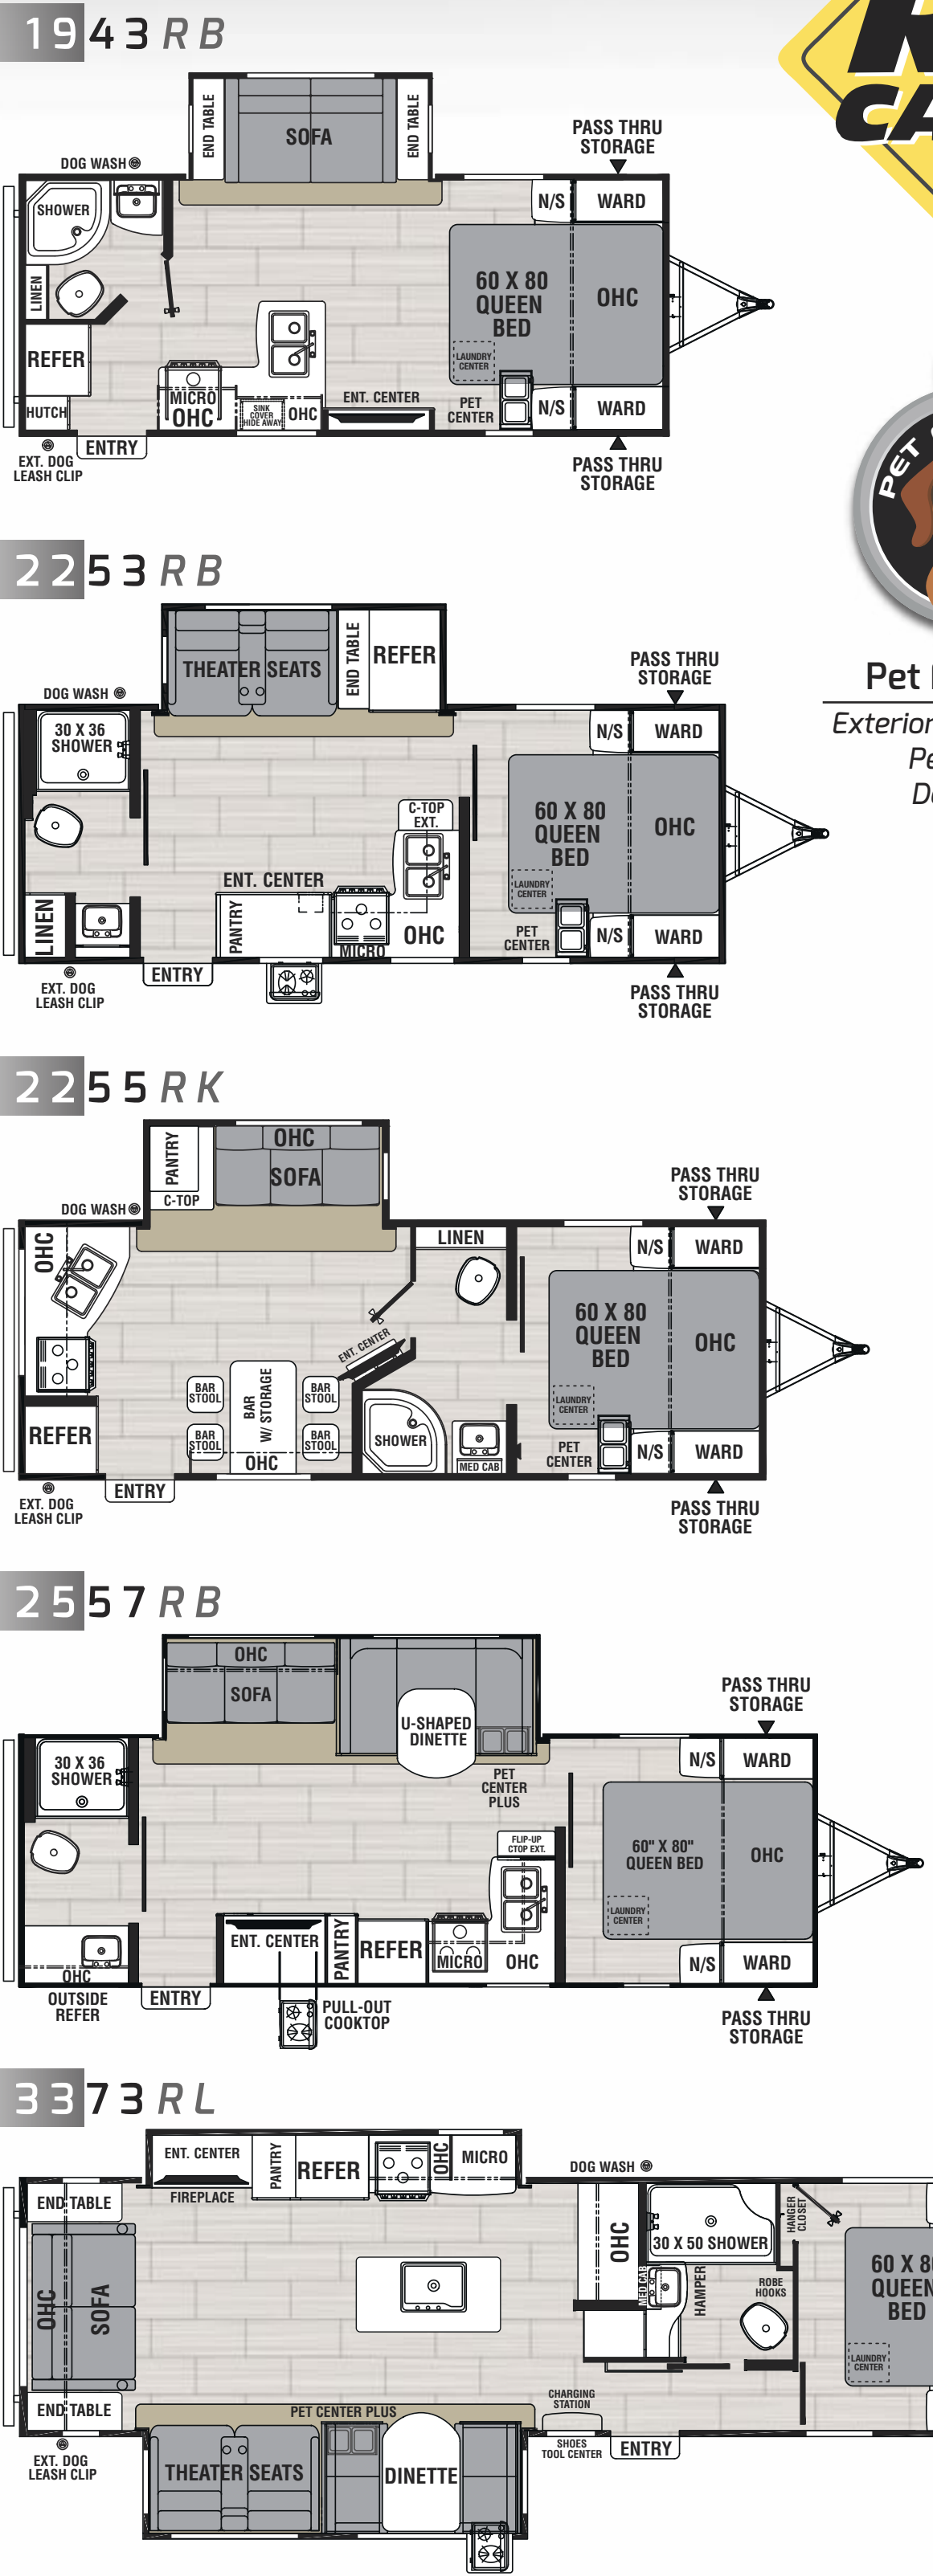 1943RB
END TABLE
SOFA
END TABLE
PASS THRU
STORAGE
DOG WASH
SHOWER
N/S
WARD
LINEN
60 X 80
QUEEN
BED
OHC
REFER
LAUNDRY
CENTER
MICRO
OHC
SINK
COVER
HIDE AWAY
OHC
ENT. CENTER
PET
CENTER
N/S
WARD
HUTCH
ENTRY
EXT. DOG
LEASH CLIP
PASS THRU
STORAGE
PET
2253RB
THEATER SEATS
END TABLE
REFER
PASS THRU
STORAGE
DOG WASH
30 X 36
SHOWER
N/S
WARD
C-TOP
EXT.
60 X 80
QUEEN
BED
OHC
ENT. CENTER
LAUNDRY
CENTER
LINEN
PANTRY
MICRO
OHC
PET
CENTER
N/S
WARD
ENTRY
EXT. DOG
LEASH CLIP
PASS THRU
STORAGE
Pet
Exterior
2255RK
PANTRY
C-TOP
OHC
SOFA
PASS THRU
STORAGE
DOG WASH
OHC
LINEN
N/S
WARD
60 X 80
QUEEN
BED
OHC
ENT. CENTER
BAR
STOOL
BAR
W/ STORAGE
BAR
STOOL
LAUNDRY
CENTER
REFER
BAR
STOOL
BAR
STOOL
OHC
SHOWER
MED CAB
PET
CENTER
N/S
WARD
ENTRY
EXT. DOG
LEASH CLIP
PASS THRU
STORAGE
2557RB
OHC
SOFA
U-SHAPED
DINETTE
PASS THRU
STORAGE
30 X 36
SHOWER
PET
CENTER
PLUS
N/S
WARD
FLIP-UP
CTOP EXT.
60" X 80"
QUEEN BED
OHC
LAUNDRY
CENTER
ENT. CENTER
PANTRY
REFER
MICRO
OHC
N/S
WARD
OHC
OUTSIDE
REFER
ENTRY
PULL-OUT
COOKTOP
PASS THRU
STORAGE
3373RL
ENT. CENTER
FIREPLACE
PANTRY
REFER
OHC
MICRO
DOG WASH
END TABLE
OHC
30 X 50 SHOWER
HANGER
CLOSET
OHC
SOFA
MED CAB
HAMPER
ROBE
HOOKS
60 X 8
QUEEN
BED
LAUNDRY
CENTER
END TABLE
PET CENTER PLUS
CHARGING
STATION
SHOES
TOOL CENTER
ENTRY
EXT. DOG
LEASH CLIP
THEATER SEATS
DINETTE